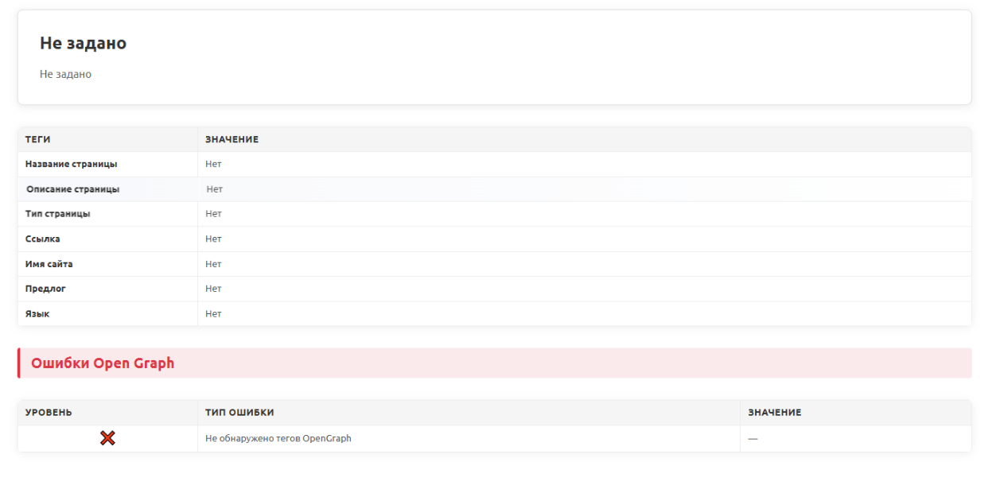 Не задано
Не задано
ТЕГИ ЗНАЧЕНИЕ
Название страницы Нет
Описание страницы Нет
Тип страницы Нет
Ссылка Нет
Имя сайта Нет
Предлог Нет
Язык Нет
Ошибки Open Graph
УРОВЕНЬ ТИП ОШИБКИ ЗНАЧЕНИЕ
Не обнаружено тегов OpenGraph —